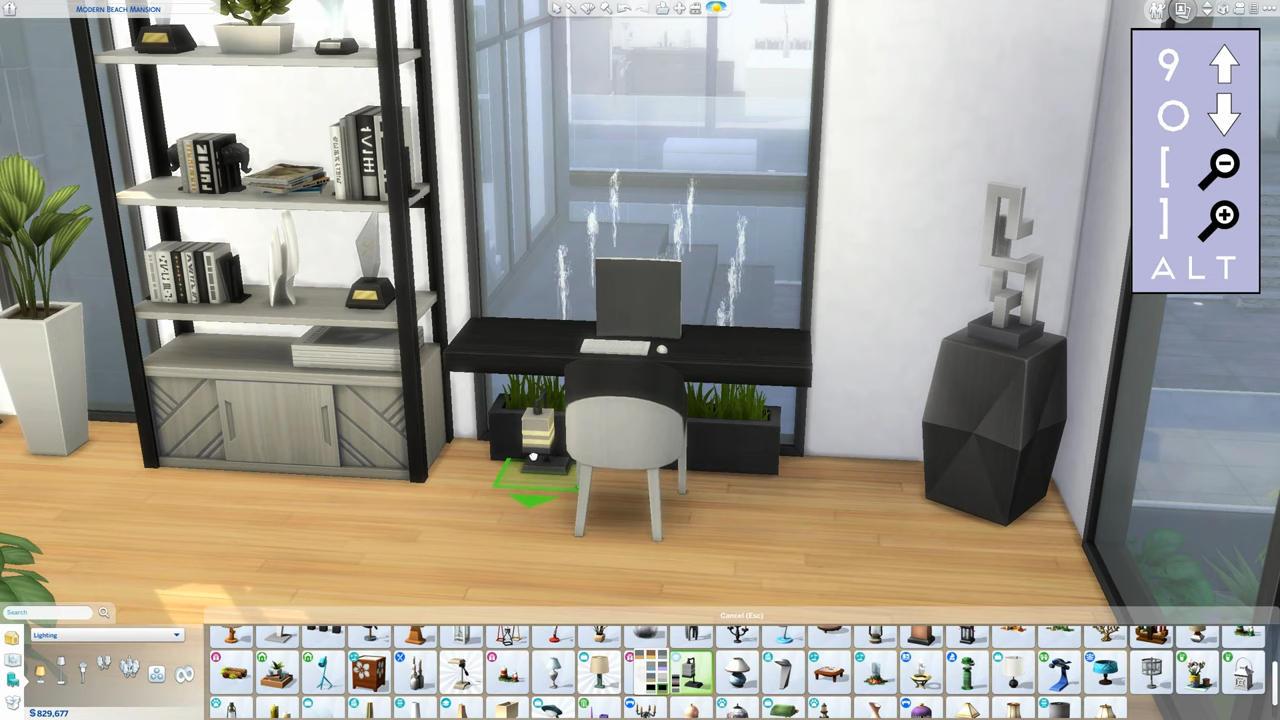 MODERN BEACH MANSION
9
O
[
]
ALT
Cancel (Esc)
Search
Lighting
$829,677